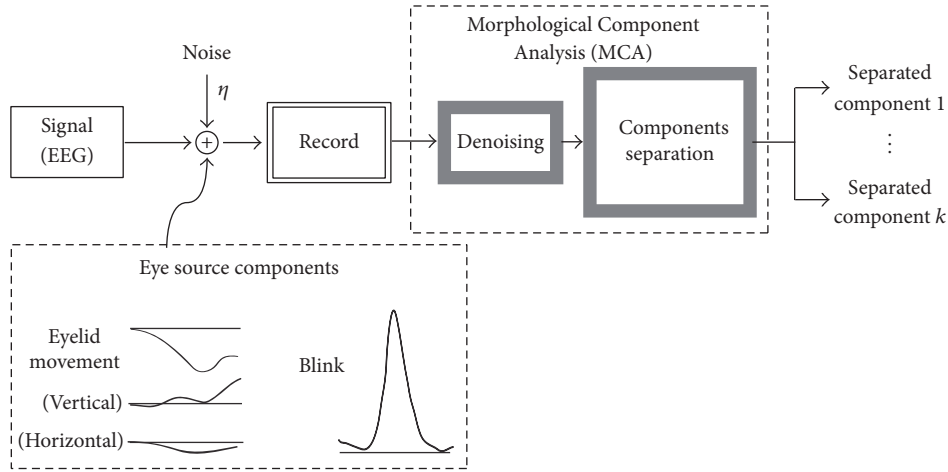 Morphological Component
Analysis (MCA)
Noise
η
Signal
(EEG)
+
Record
Denoising
Components
separation
Separated
component 1
⋮
Separated
component k
Eye source components
Eyelid
movement
(Vertical)
(Horizontal)
Blink